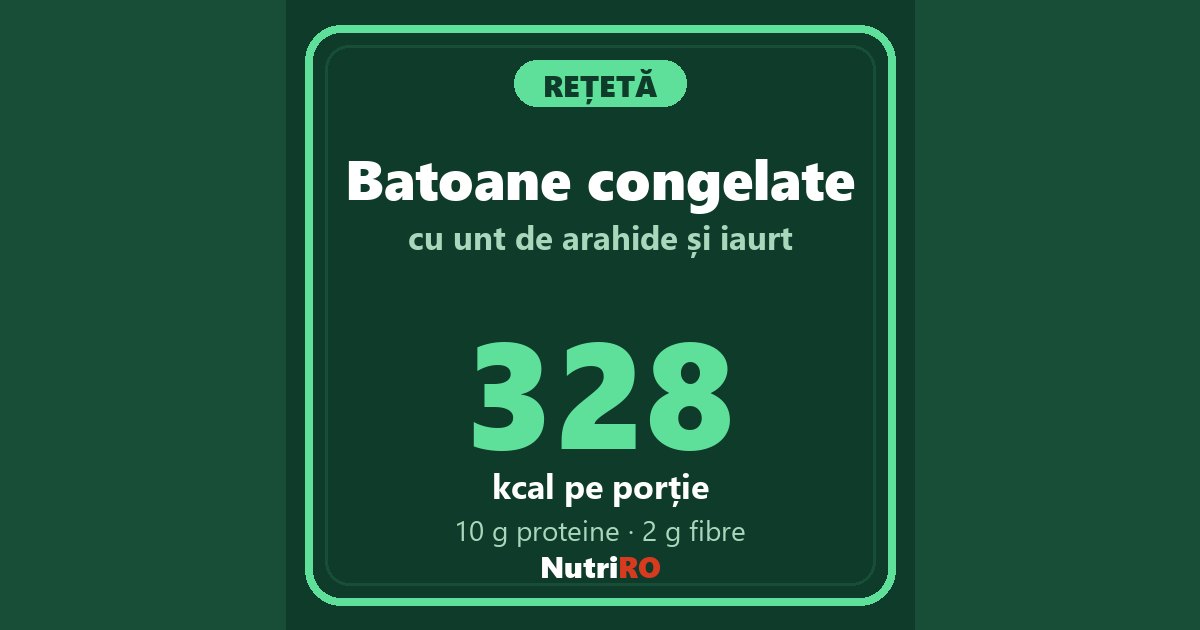 REȚETĂ
Batoane congelate
cu unt de arahide și iaurt
328
kcal pe porție
10 g proteine · 2 g fibre
NutriRO